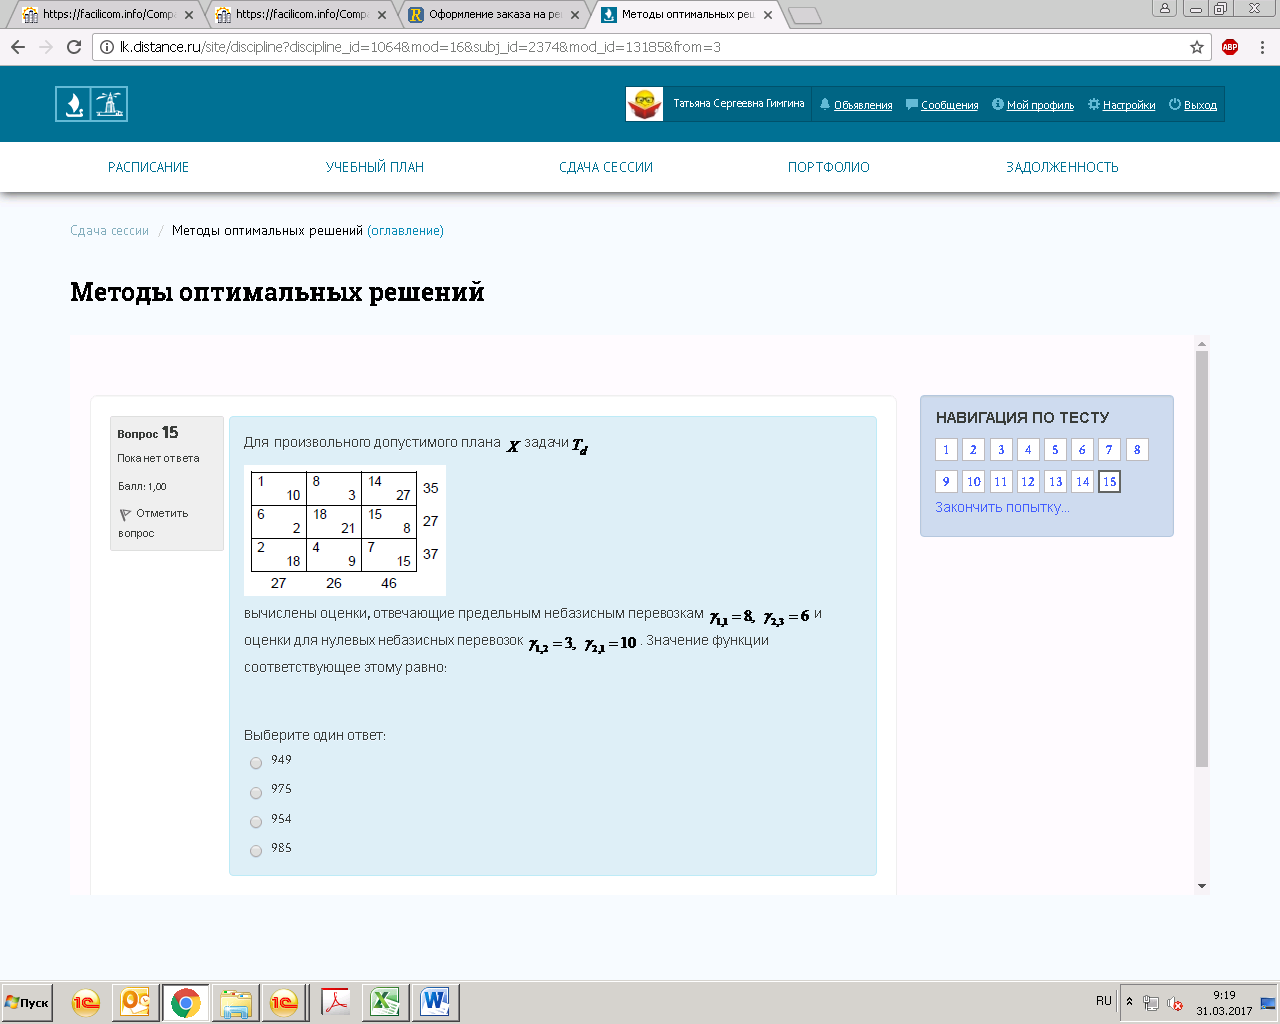 https://facilicom.info/Compa
https://facilicom.info/Compa
Оформление заказа на ре
Методы оптимальных реш
lk.distance.ru/site/discipline?discipline_id=1064&mod=16&subj_id=2374&mod_id=13185&from=3
ABP
Татьяна Сергеевна Гимгина
Объявления
Сообщения
Мой профиль
Настройки
Выход
РАСПИСАНИЕ
УЧЕБНЫЙ ПЛАН
СДАЧА СЕССИИ
ПОРТФОЛИО
ЗАДОЛЖЕННОСТЬ
Сдача сессии / Методы оптимальных решений (оглавление)
Методы оптимальных решений
Вопрос 15
Пока нет ответа
Балл: 1,00
Отметить
вопрос
Для произвольного допустимого плана X задачи T_d
1 8 14
10 3 27 35
6 18 15
2 21 8 27
2 4 7
18 9 15 37
27 26 46
вычислены оценки, отвечающие предельным небазисным перевозкам γ1,1 = 8, γ2,3 = 6 и
оценки для нулевых небазисных перевозок γ1,2 = 3, γ2,1 = 10 . Значение функции
соответствующее этому равно:
Выберите один ответ:
949
975
954
985
НАВИГАЦИЯ ПО ТЕСТУ
1 2 3 4 5 6 7 8
9 10 11 12 13 14 15
Закончить попытку...
Пуск
RU
9:19
31.03.2017